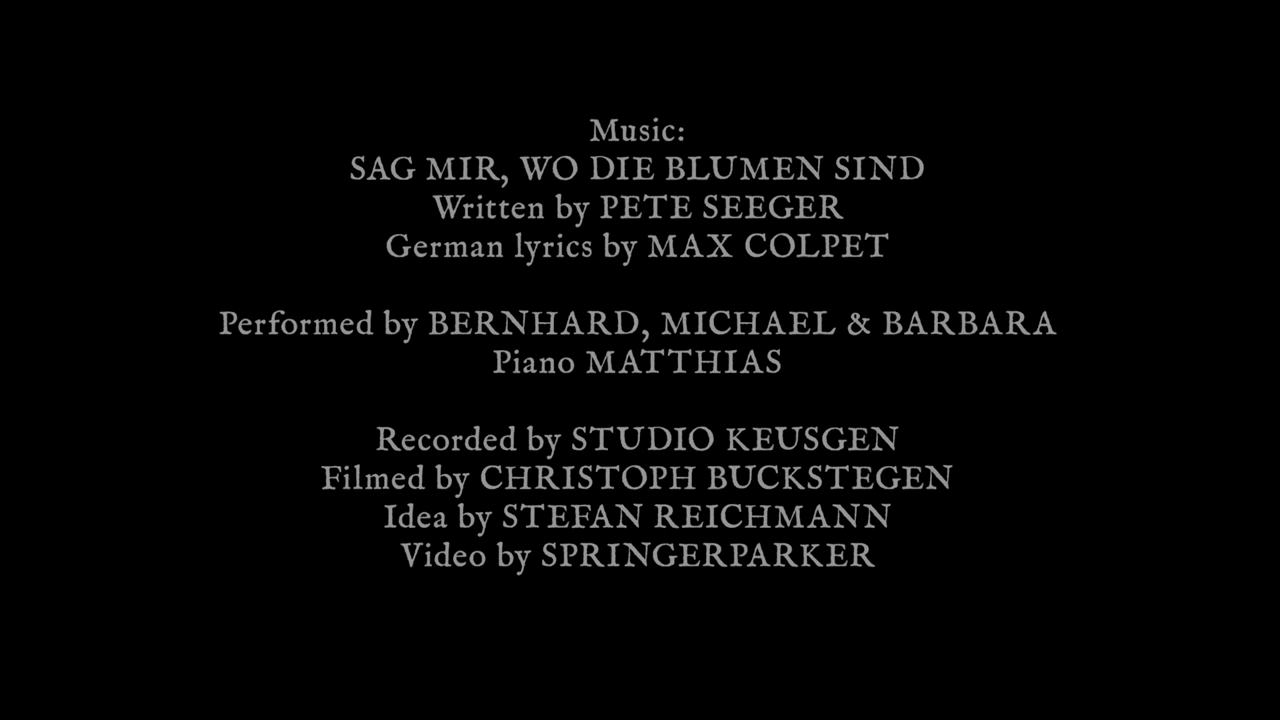 Music:
SAG MIR, WO DIE BLUMEN SIND
Written by PETE SEEGER
German lyrics by MAX COLPET
Performed by BERNHARD, MICHAEL & BARBARA
Piano MATTHIAS
Recorded by STUDIO KEUSGEN
Filmed by CHRISTOPH BUCKSTEGEN
Idea by STEFAN REICHMANN
Video by SPRINGERPARKER